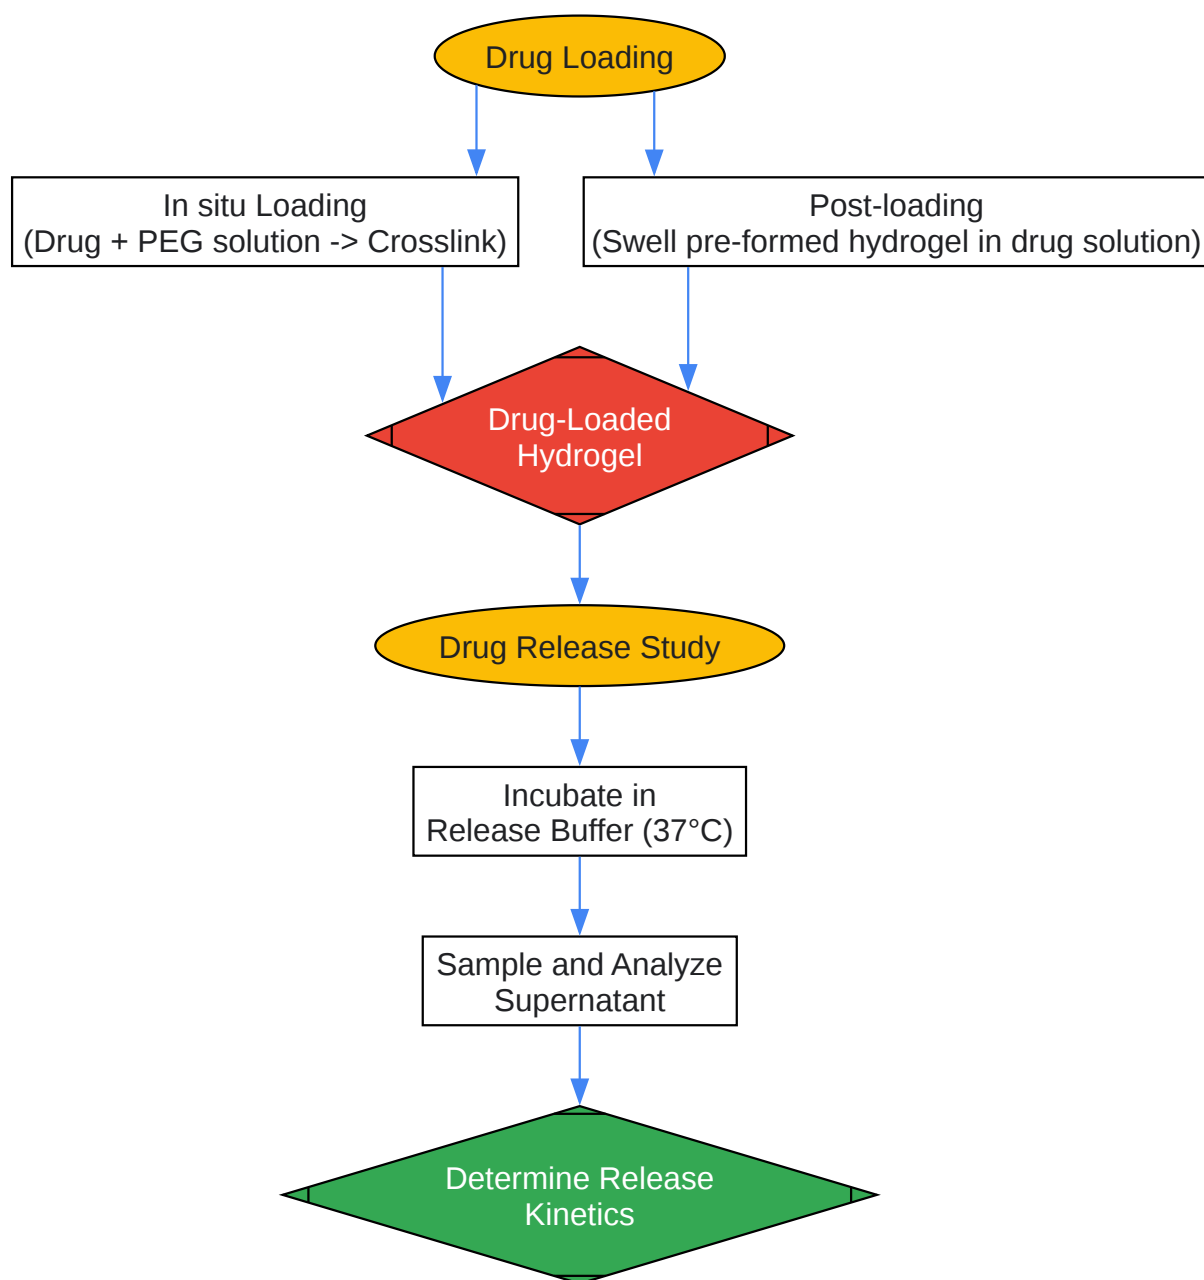 Drug Loading
In situ Loading
(Drug + PEG solution -> Crosslink)
Post-loading
(Swell pre-formed hydrogel in drug solution)
Drug-Loaded
Hydrogel
Drug Release Study
Incubate in
Release Buffer (37°C)
Sample and Analyze
Supernatant
Determine Release
Kinetics